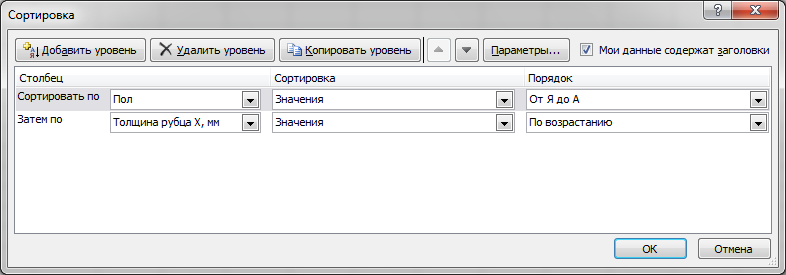 Сортировка
Добавить уровень Удалить уровень Копировать уровень Параметры... Мои данные содержат заголовки
Столбец Сортировка Порядок
Сортировать по Пол Значения От Я до А
Затем по Толщина рубца X, мм Значения По возрастанию
OK Отмена